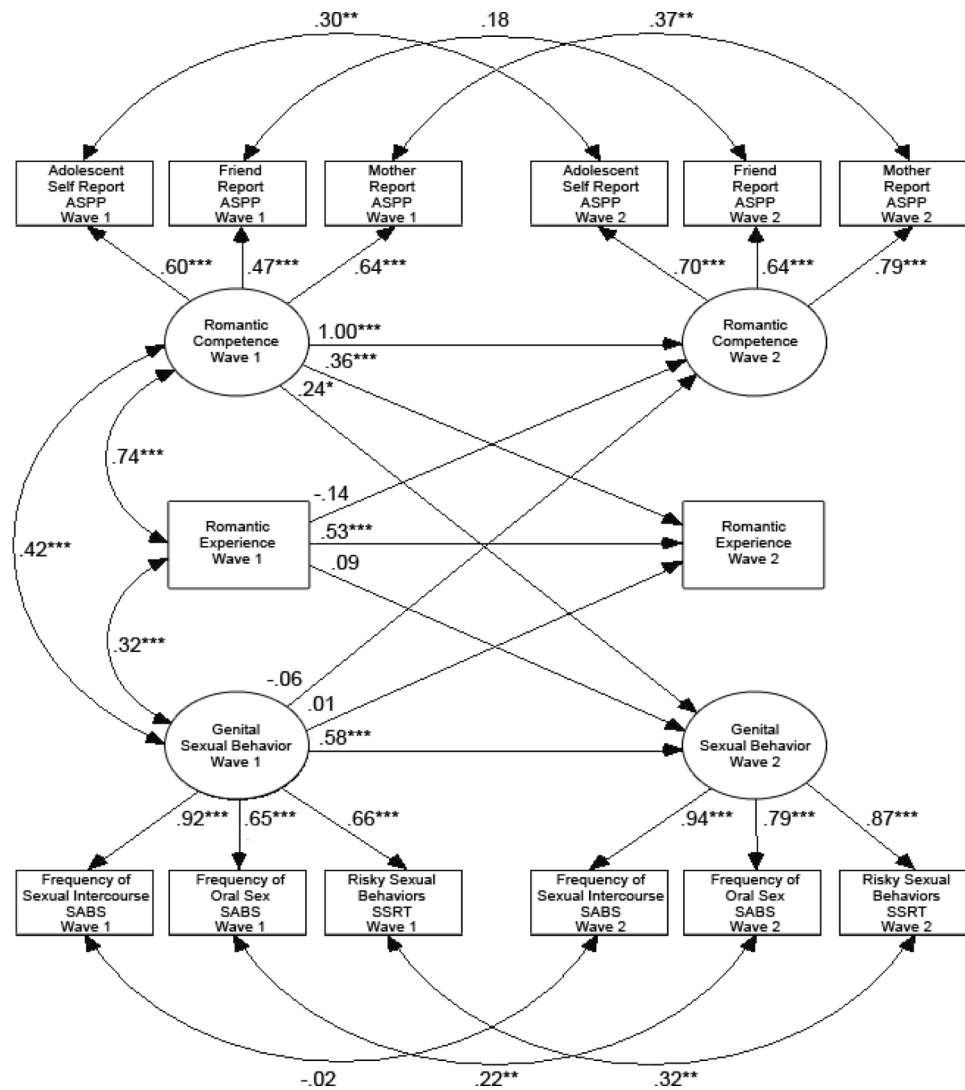 .30**
.18
.37**
Adolescent
Self Report
ASPP
Wave 1
Friend
Report
ASPP
Wave 1
Mother
Report
ASPP
Wave 1
Adolescent
Self Report
ASPP
Wave 2
Friend
Report
ASPP
Wave 2
Mother
Report
ASPP
Wave 2
.60***
.47***
.64***
.70***
.64***
.79***
Romantic
Competence
Wave 1
1.00***
.36***
.24*
Romantic
Competence
Wave 2
.74***
.42***
Romantic
Experience
Wave 1
-.14
.53***
.09
Romantic
Experience
Wave 2
.32***
Genital
Sexual Behavior
Wave 1
-.06
.01
.58***
Genital
Sexual Behavior
Wave 2
.92***
.65***
.66***
.94***
.79***
.87***
Frequency of
Sexual Intercourse
SABS
Wave 1
Frequency of
Oral Sex
SABS
Wave 1
Risky Sexual
Behaviors
SSRT
Wave 1
Frequency of
Sexual Intercourse
SABS
Wave 2
Frequency of
Oral Sex
SABS
Wave 2
Risky Sexual
Behaviors
SSRT
Wave 2
-.02
.22**
.32**